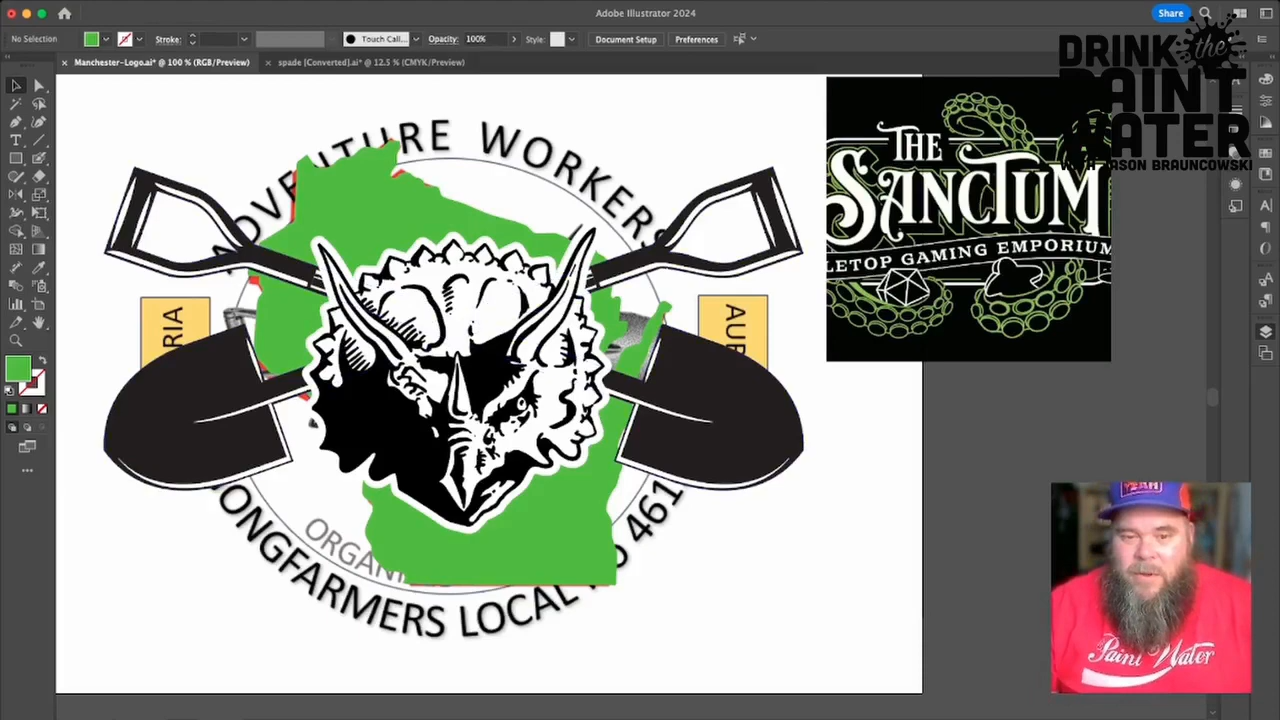 Adobe Illustrator 2024
Share
No Selection
Stroke:
Touch Call...
Opacity:
100%
Style:
Document Setup
Preferences
Manchester-Logo.ai* @ 100 % (RGB/Preview)
spade [Converted].ai* @ 12.5 % (CMYK/Preview)
DRINK the
PAINT
WATER
JASON BRAUNCOWSKI
ADVENTURE WORKERS
THE
SANCTUM
LETOP GAMING EMPORIUM
RIA
AUR
ORGANI
ONGFARMERS LOCAL
461
YEAH
Paint Water